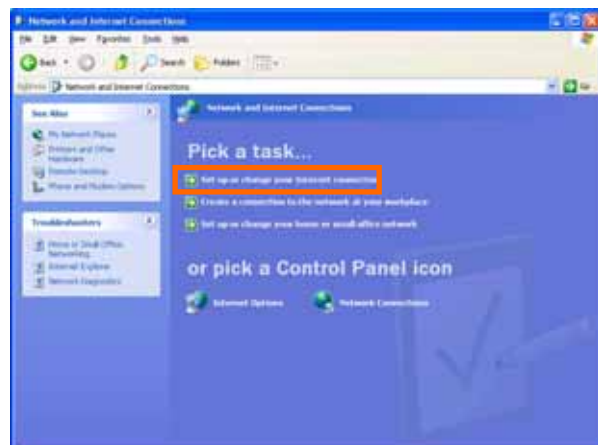 Network and Internet Connections
File Edit View Favorites Tools Help
Back Search Folders
Address Network and Internet Connections Go
See Also
My Network Places
Printers and Other
Hardware
Remote Desktop
Phone and Modem Options
Troubleshooters
Home or Small Office
Networking
Internet Explorer
Network Diagnostics
Network and Internet Connections
Pick a task...
Set up or change your Internet connection
Create a connection to the network at your workplace
Set up or change your home or small office network
or pick a Control Panel icon
Internet Options
Network Connections